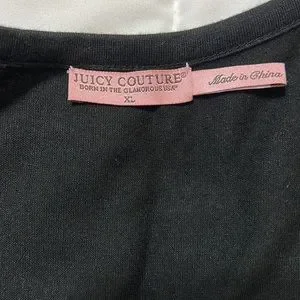 JUICY COUTURE®
BORN IN THE GLAMOROUS USA®
XL
Made in China